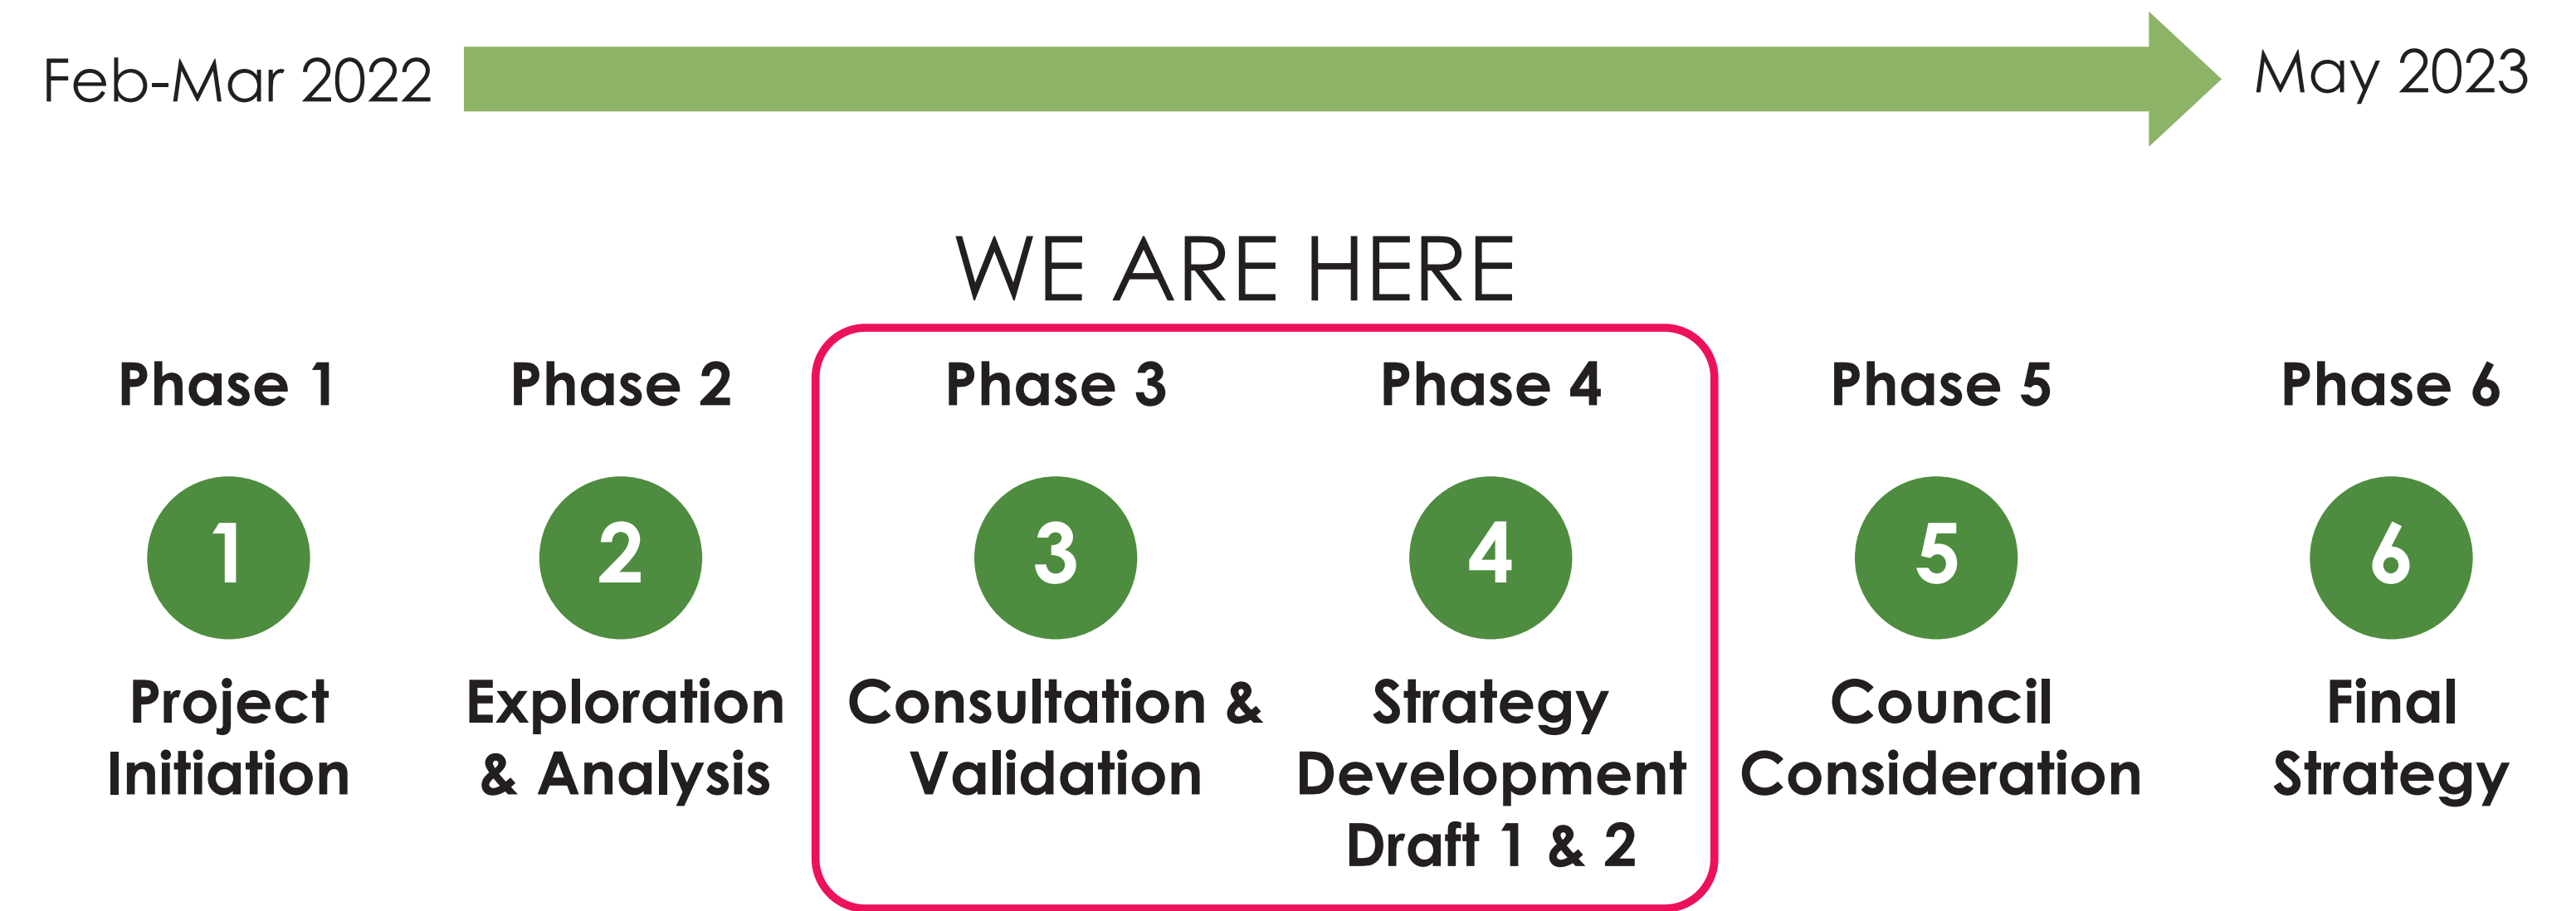 Feb-Mar 2022
May 2023
WE ARE HERE
Phase 1
Phase 2
Phase 3
Phase 4
Phase 5
Phase 6
1
2
3
4
5
6
Project
Initiation
Exploration
& Analysis
Consultation &
Validation
Strategy
Development
Draft 1 & 2
Council
Consideration
Final
Strategy